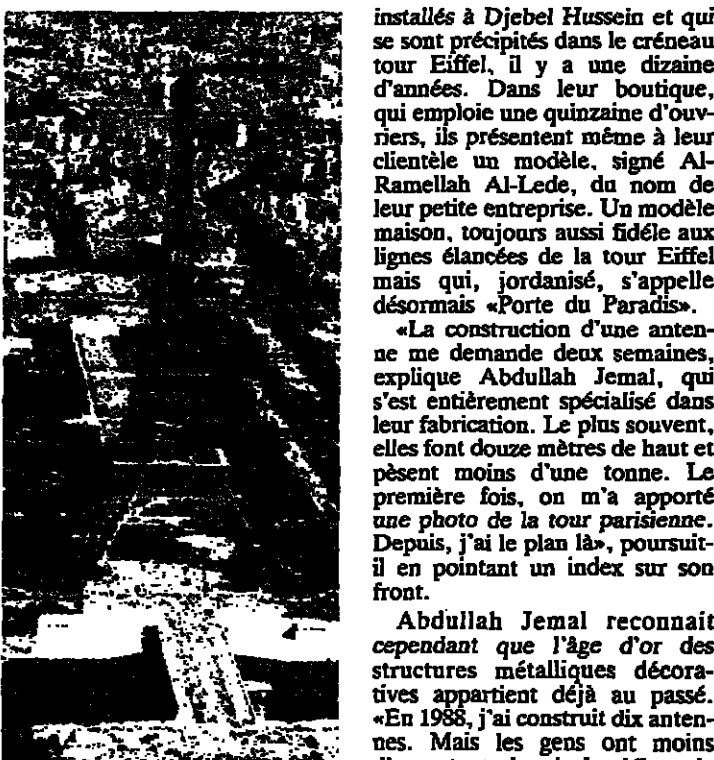 installés à Djebel Hussein et qui
se sont précipités dans le créneau
tour Eiffel, il y a une dizaine
d'années. Dans leur boutique,
qui emploie une quinzaine d'ouv-
riers, ils présentent même à leur
clientèle un modèle, signé Al-
Ramellah Al-Lede, du nom de
leur petite entreprise. Un modèle
maison, toujours aussi fidéle aux
lignes élancées de la tour Eiffel
mais qui, jordanisé, s'appelle
désormais «Porte du Paradis».
«La construction d'une anten-
ne me demande deux semaines,
explique Abdullah Jemal, qui
s'est entièrement spécialisé dans
leur fabrication. Le plus souvent,
elles font douze mètres de haut et
pèsent moins d'une tonne. Le
première fois, on m'a apporté
une photo de la tour parisienne.
Depuis, j'ai le plan là», poursuit-
il en pointant un index sur son
front.
Abdullah Jemal reconnait
cependant que l'âge d'or des
structures métalliques décora-
tives appartient déjà au passé.
«En 1988, j'ai construit dix anten-
nes. Mais les gens ont moins